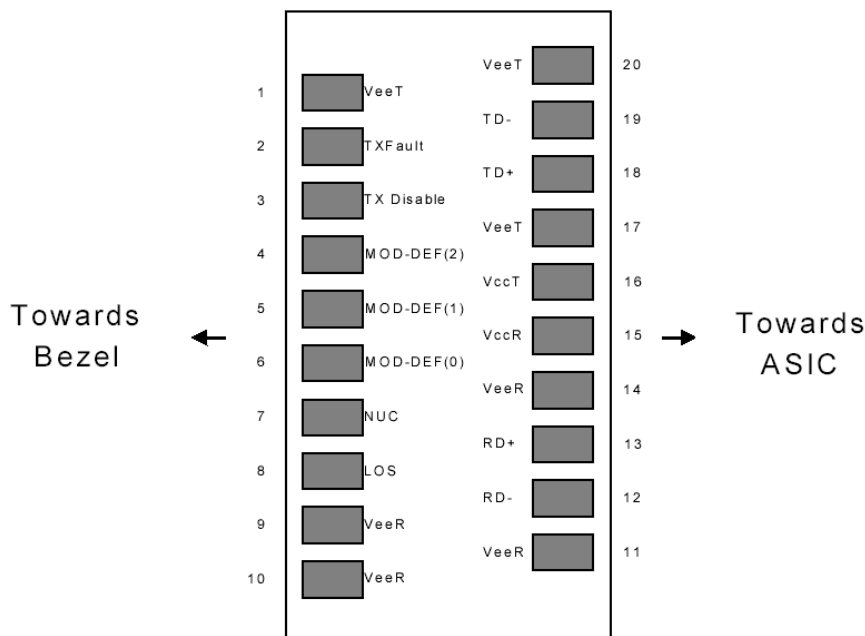 Towards
Bezel
1 VeeT
2 TXFault
3 TX Disable
4 MOD-DEF(2)
5 MOD-DEF(1)
6 MOD-DEF(0)
7 NUC
8 LOS
9 VeeR
10 VeeR
VeeT 20
TD- 19
TD+ 18
VeeT 17
VccT 16
VccR 15
VeeR 14
RD+ 13
RD- 12
VeeR 11
Towards
ASIC